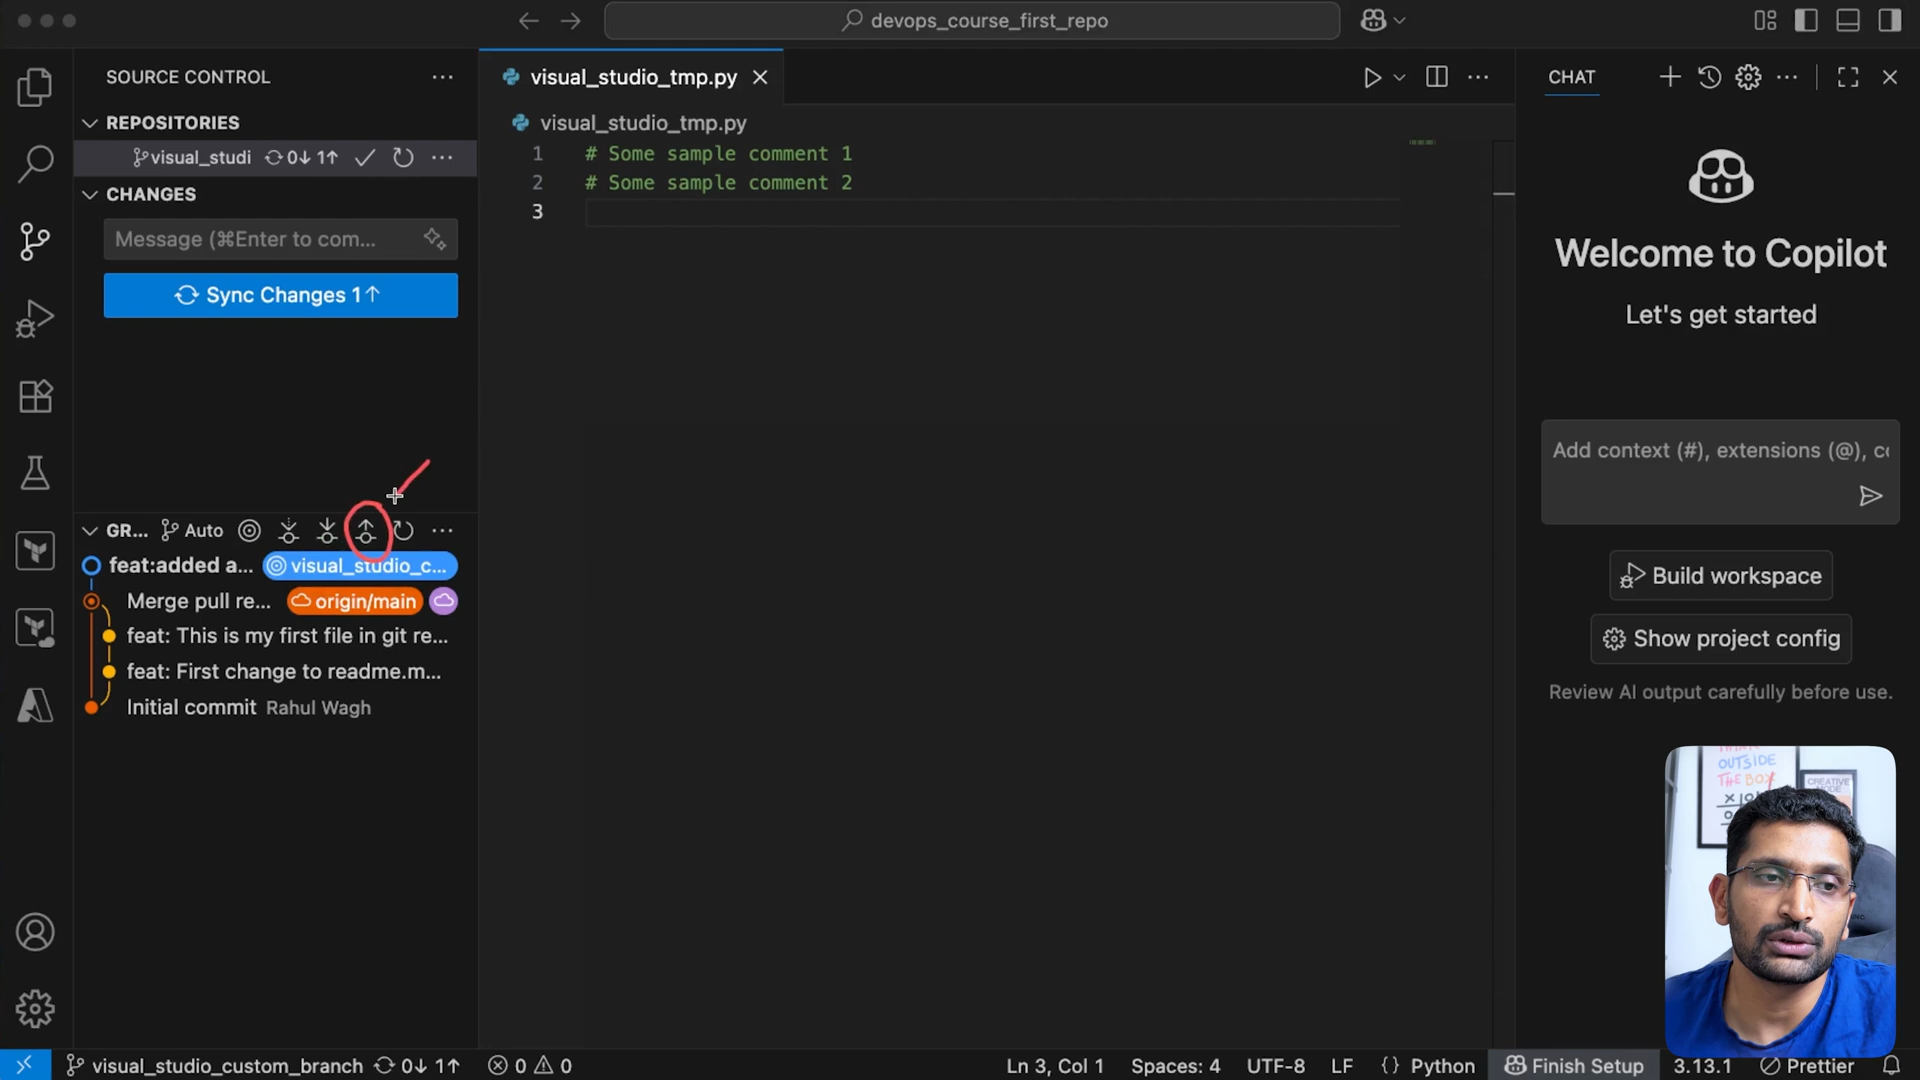 devops_course_first_repo
SOURCE CONTROL
REPOSITORIES
visual_studi 0↓ 1↑
CHANGES
Message (⌘Enter to com...
Sync Changes 1↑
GR... Auto
feat:added a... visual_studio_c...
Merge pull re... origin/main
feat: This is my first file in git re...
feat: First change to readme.m...
Initial commit Rahul Wagh
visual_studio_tmp.py
visual_studio_tmp.py
1 # Some sample comment 1
2 # Some sample comment 2
3
CHAT
Welcome to Copilot
Let's get started
Add context (#), extensions (@), co
Build workspace
Show project config
Review AI output carefully before use.
THINK
OUTSIDE
THE BOX
CREATIVE
MODE
visual_studio_custom_branch 0↓ 1↑ 0 0 Ln 3, Col 1 Spaces: 4 UTF-8 LF {} Python Finish Setup 3.13.1 Prettier